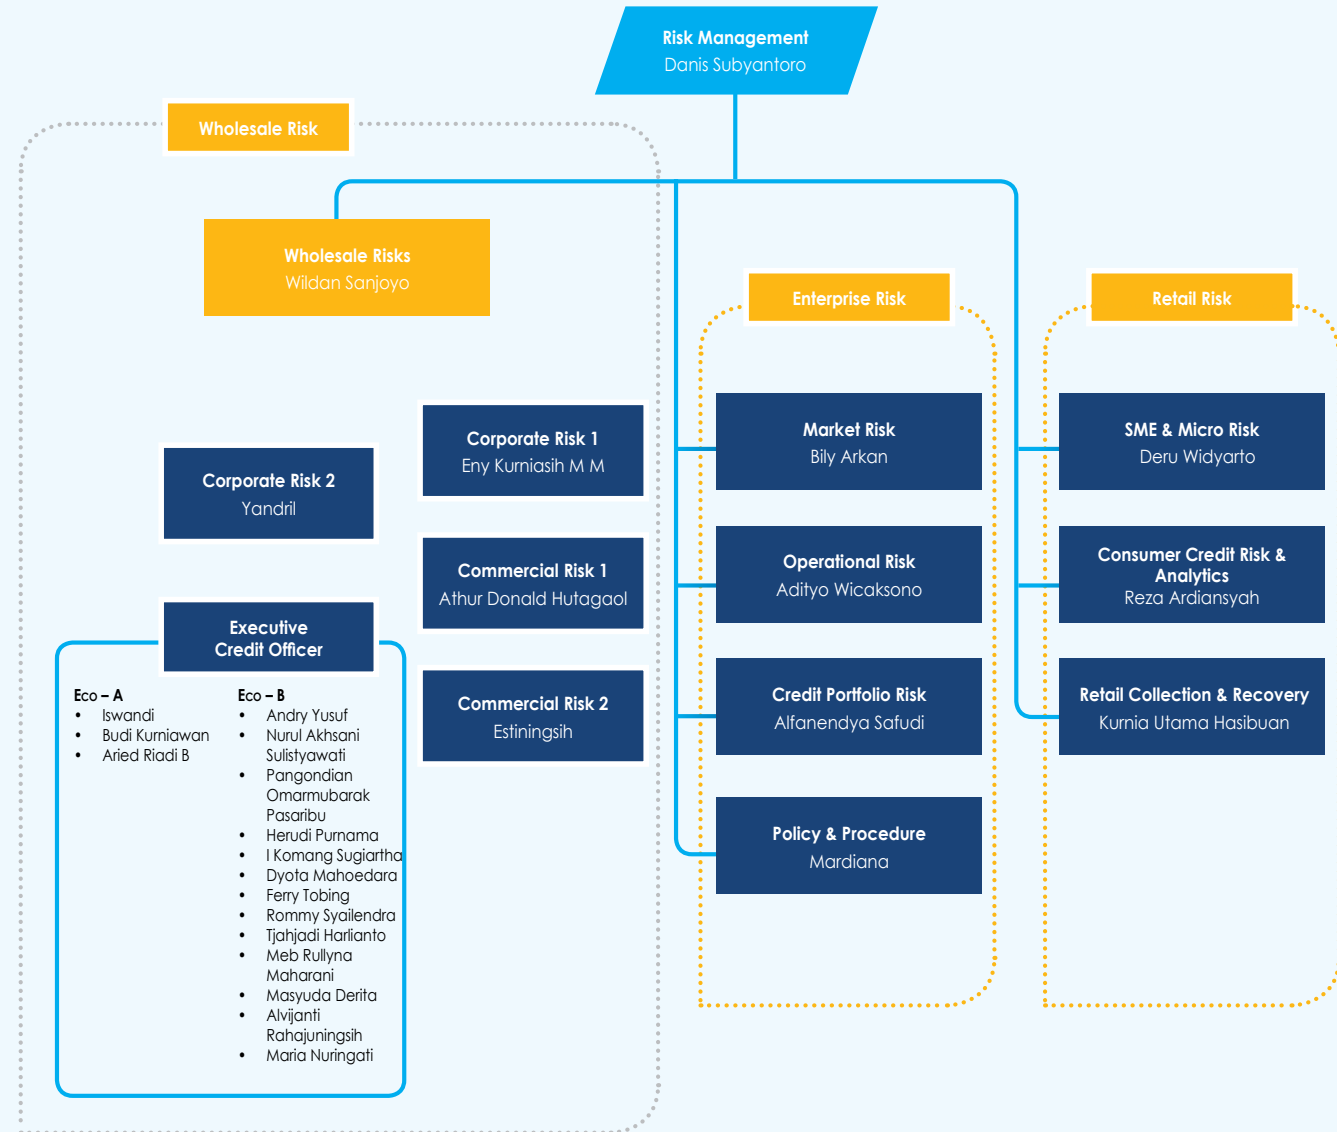 Risk Management
Danis Subyantoro
Wholesale Risk
Wholesale Risks
Wildan Sanjoyo
Corporate Risk 2
Yandril
Corporate Risk 1
Eny Kurniasih M M
Commercial Risk 1
Athur Donald Hutagaol
Commercial Risk 2
Estiningsih
Executive
Credit Officer
Eco – A
• Iswandi
• Budi Kurniawan
• Aried Riadi B
Eco – B
• Andry Yusuf
• Nurul Akhsani
Sulistyawati
• Pangondian
Omarmubarak
Pasaribu
• Herudi Purnama
• I Komang Sugiartha
• Dyota Mahoedara
• Ferry Tobing
• Rommy Syailendra
• Tjahjadi Harlianto
• Meb Rullyna
Maharani
• Masyuda Derita
• Alvijanti
Rahajuningsih
• Maria Nuringati
Enterprise Risk
Market Risk
Bily Arkan
Operational Risk
Adityo Wicaksono
Credit Portfolio Risk
Alfanendya Safudi
Policy & Procedure
Mardiana
Retail Risk
SME & Micro Risk
Deru Widyarto
Consumer Credit Risk &
Analytics
Reza Ardiansyah
Retail Collection & Recovery
Kurnia Utama Hasibuan